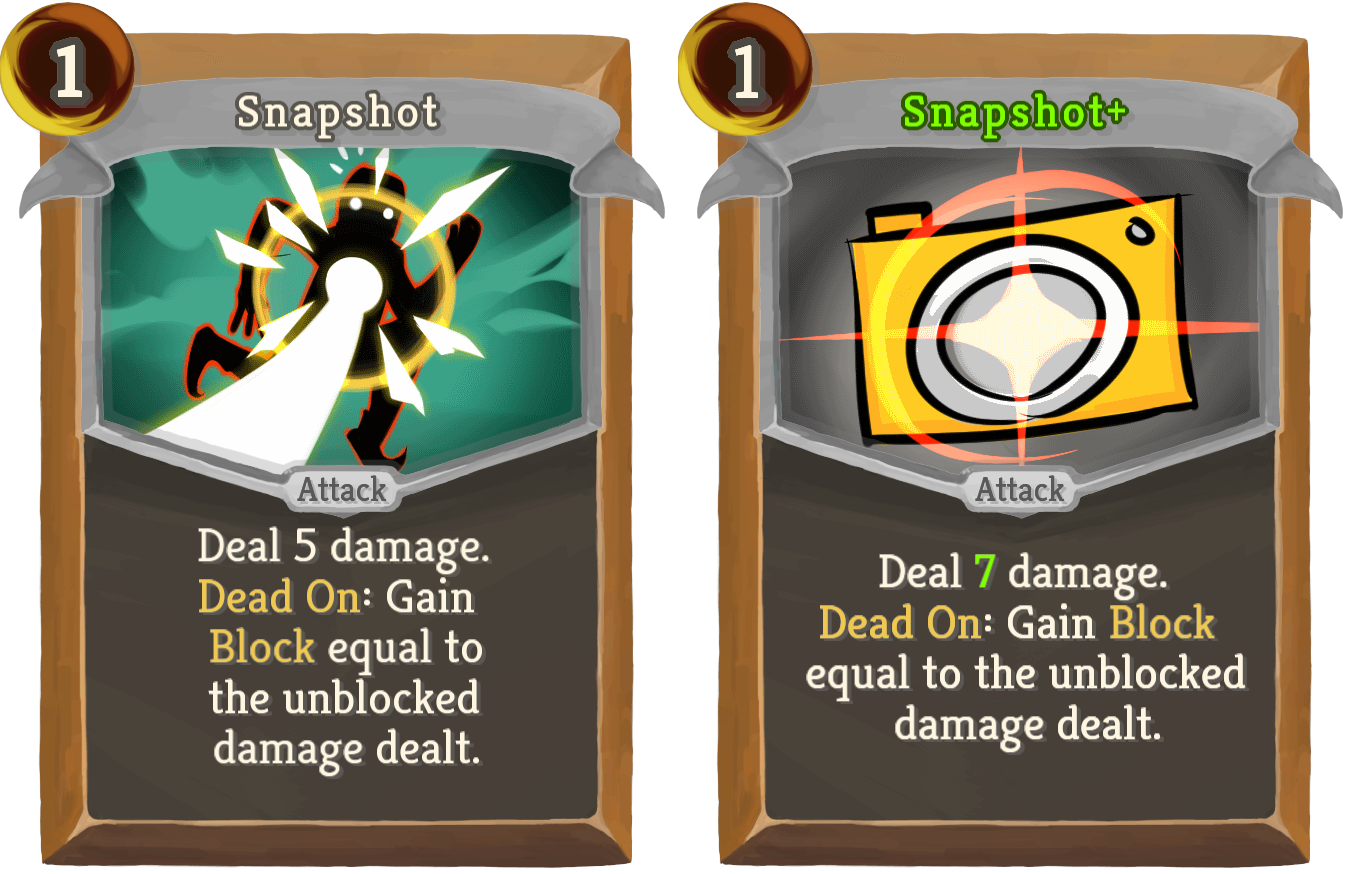 1
Snapshot
Attack
Deal 5 damage.
Dead On: Gain
Block equal to
the unblocked
damage dealt.
1
Snapshot+
Attack
Deal 7 damage.
Dead On: Gain Block
equal to the unblocked
damage dealt.